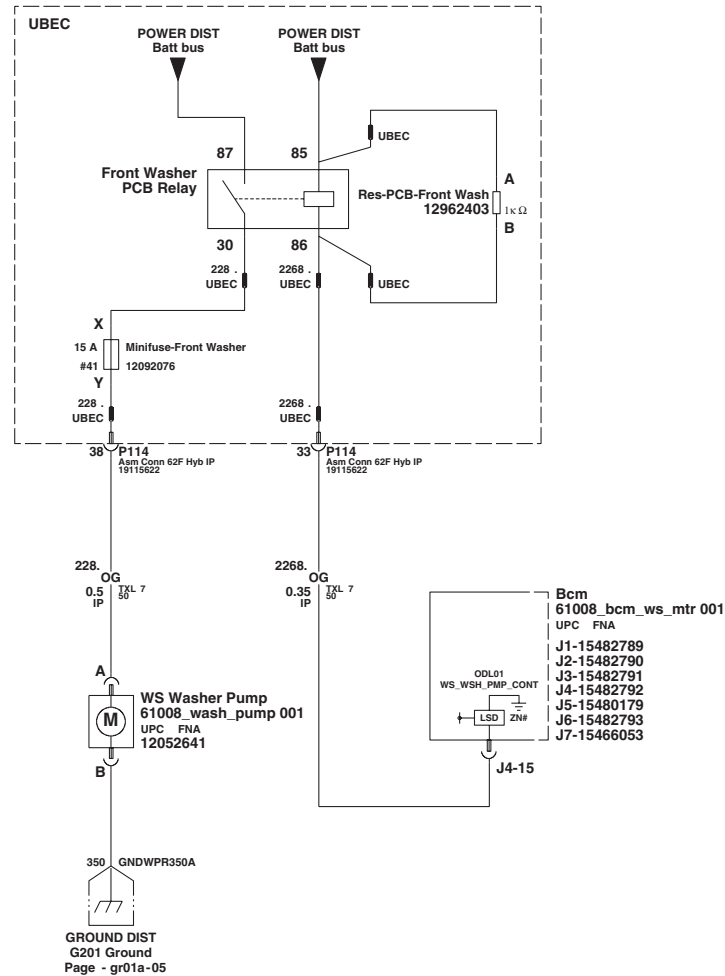 UBEC
POWER DIST
Batt bus
POWER DIST
Batt bus
UBEC
87
85
Front Washer
PCB Relay
Res-PCB-Front Wash
12962403
A
1κ Ω
B
30
86
228 .
UBEC
2268 .
UBEC
UBEC
X
15 A
#41
Minifuse-Front Washer
12092076
Y
228 .
UBEC
2268 .
UBEC
38
P114
Asm Conn 62F Hyb IP
19115622
33
P114
Asm Conn 62F Hyb IP
19115622
228.
OG
0.5
IP
TXL 7
50
2268.
OG
0.35
IP
TXL 7
50
Bcm
61008_bcm_ws_mtr 001
UPC FNA
J1-15482789
J2-15482790
J3-15482791
J4-15482792
J5-15480179
J6-15482793
J7-15466053
ODL01
WS_WSH_PMP_CONT
LSD
ZN#
J4-15
A
M
WS Washer Pump
61008_wash_pump 001
UPC FNA
12052641
B
350
GNDWPR350A
GROUND DIST
G201 Ground
Page - gr01a-05